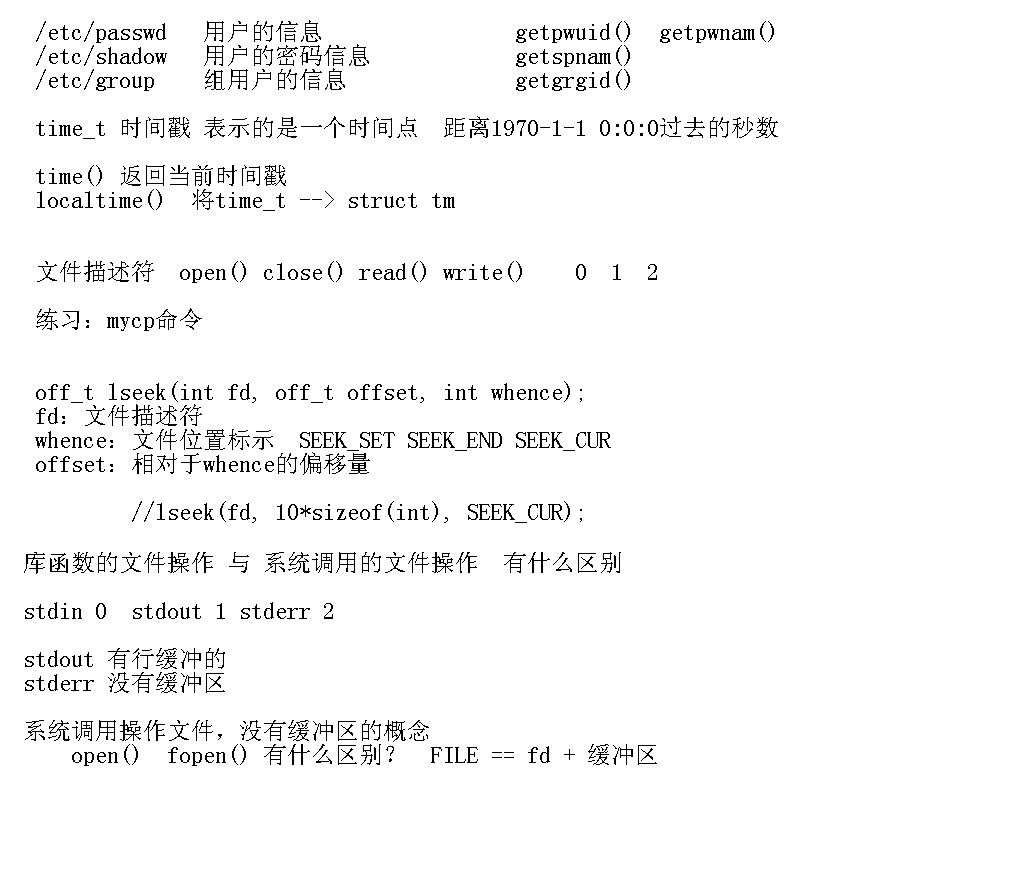 /etc/passwd   用户的信息                getpwuid()  getpwnam()
/etc/shadow   用户的密码信息            getspnam()
/etc/group    组用户的信息              getgrgid()
time_t 时间戳 表示的是一个时间点  距离1970-1-1 0:0:0过去的秒数
time() 返回当前时间戳
localtime()  将time_t --> struct tm
文件描述符  open() close() read() write()    0  1  2
练习：mycp命令
off_t lseek(int fd, off_t offset, int whence);
fd：文件描述符
whence：文件位置标示  SEEK_SET SEEK_END SEEK_CUR
offset：相对于whence的偏移量
//lseek(fd, 10*sizeof(int), SEEK_CUR);
库函数的文件操作 与 系统调用的文件操作  有什么区别
stdin 0  stdout 1 stderr 2
stdout 有行缓冲的
stderr 没有缓冲区
系统调用操作文件，没有缓冲区的概念
open()  fopen() 有什么区别？  FILE == fd + 缓冲区